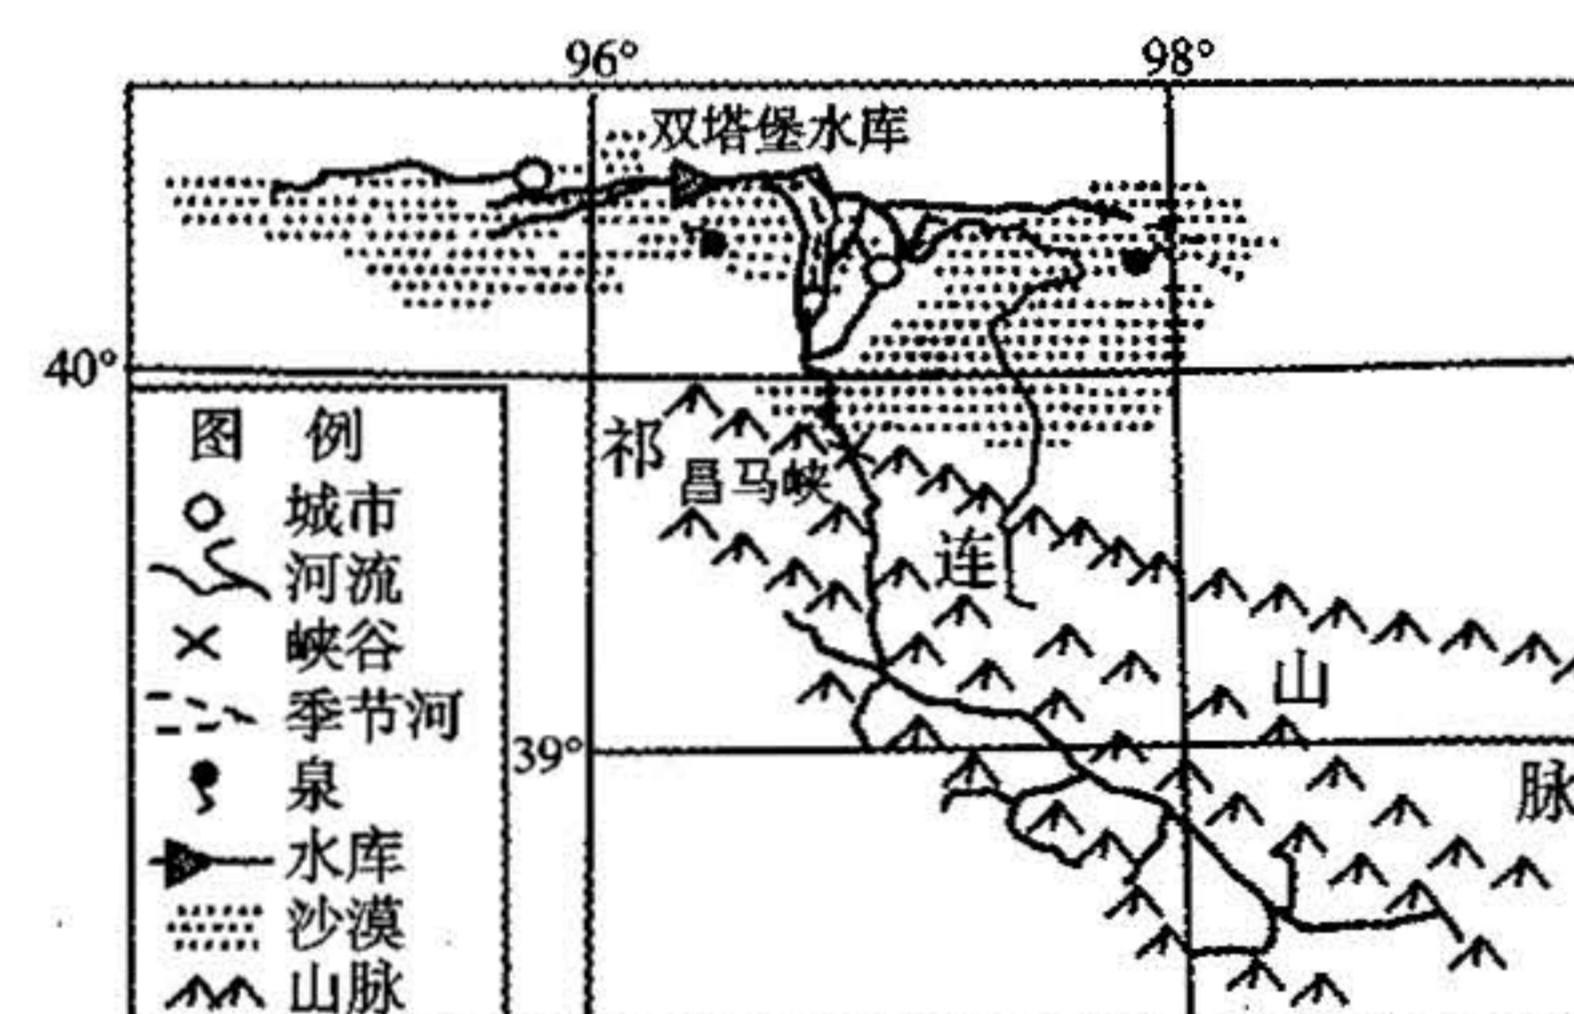 96° 98°
双塔堡水库
40°
祁
昌马峡
连
山
脉
39°
图 例
城市
河流
峡谷
季节河
泉
水库
沙漠
山脉